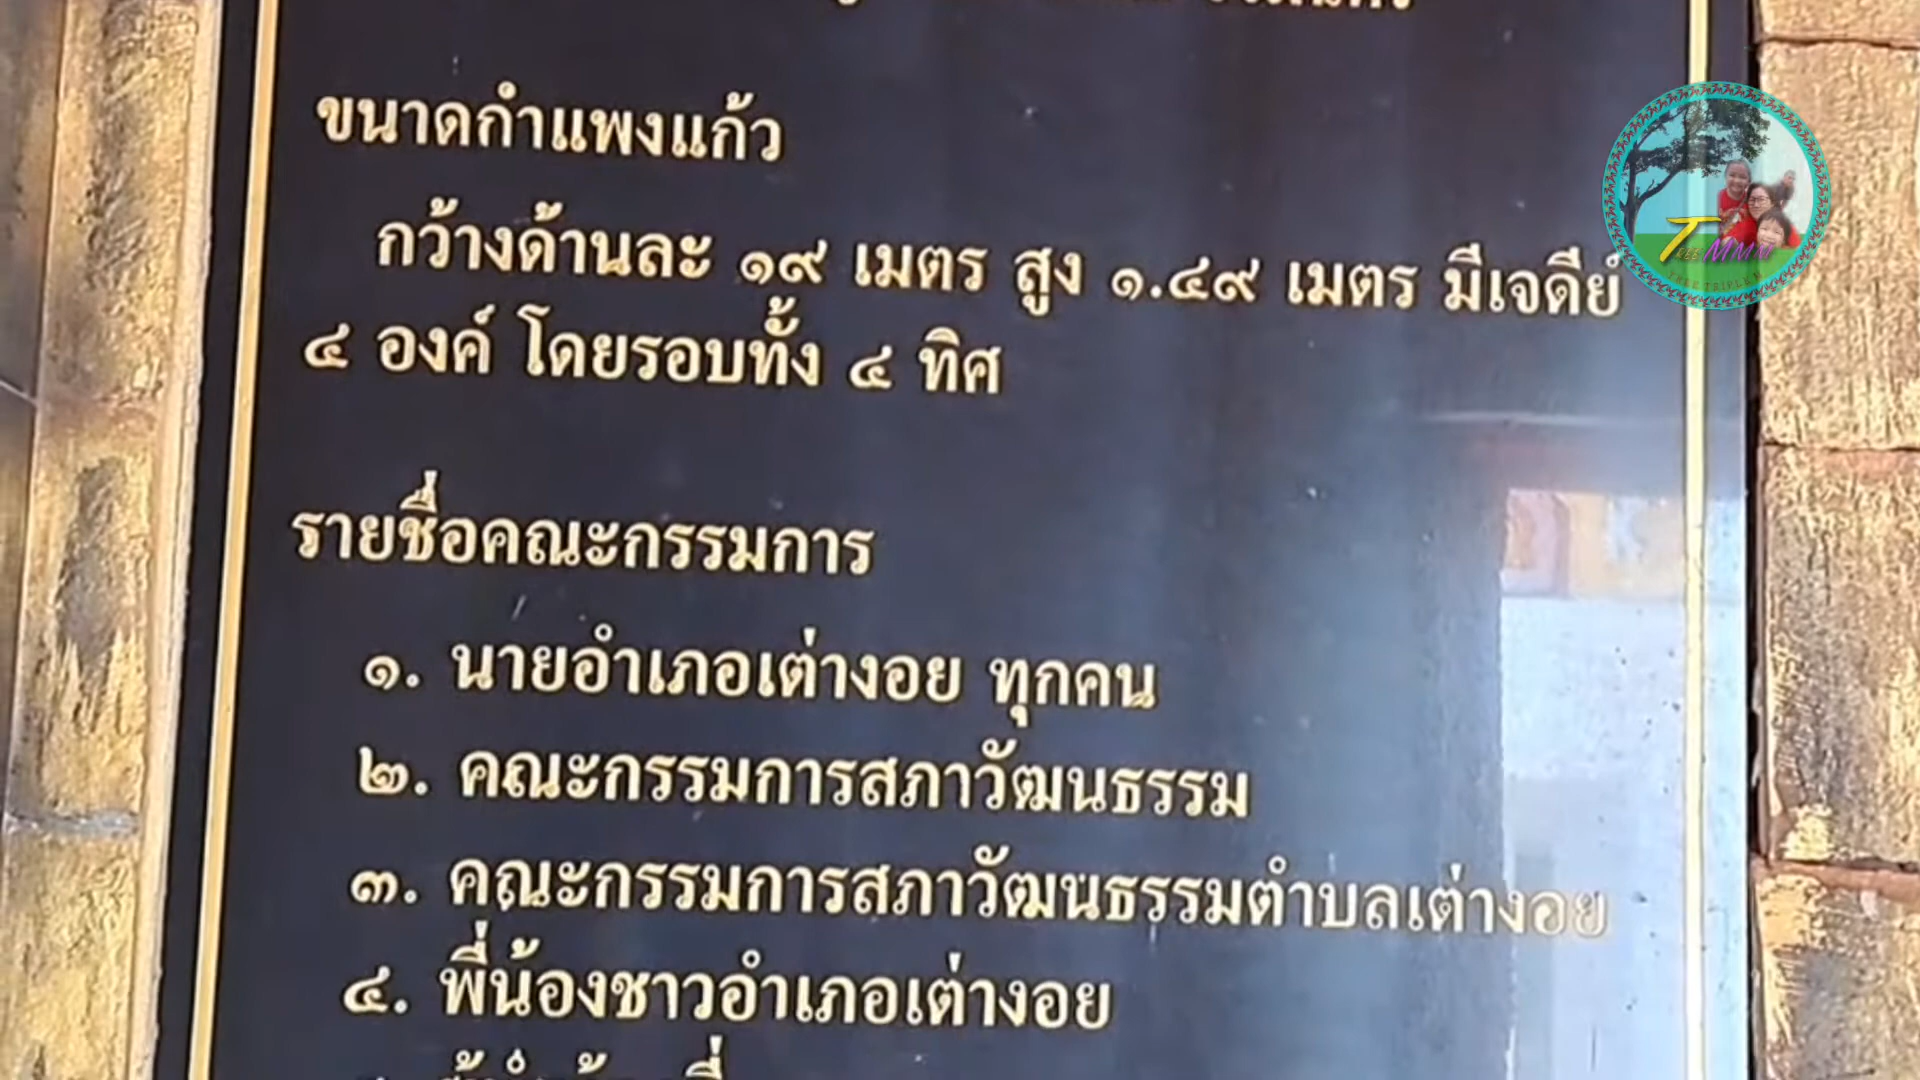 ขนาดกำแพงแก้ว
กว้างด้านละ ๑๙ เมตร สูง ๑.๔๙ เมตร มีเจดีย์
๔ องค์ โดยรอบทั้ง ๔ ทิศ
รายชื่อคณะกรรมการ
๑. นายอำเภอเต่างอย ทุกคน
๒. คณะกรรมการสภาวัฒนธรรม
๓. คณะกรรมการสภาวัฒนธรรมตำบลเต่างอย
๔. พี่น้องชาวอำเภอเต่างอย